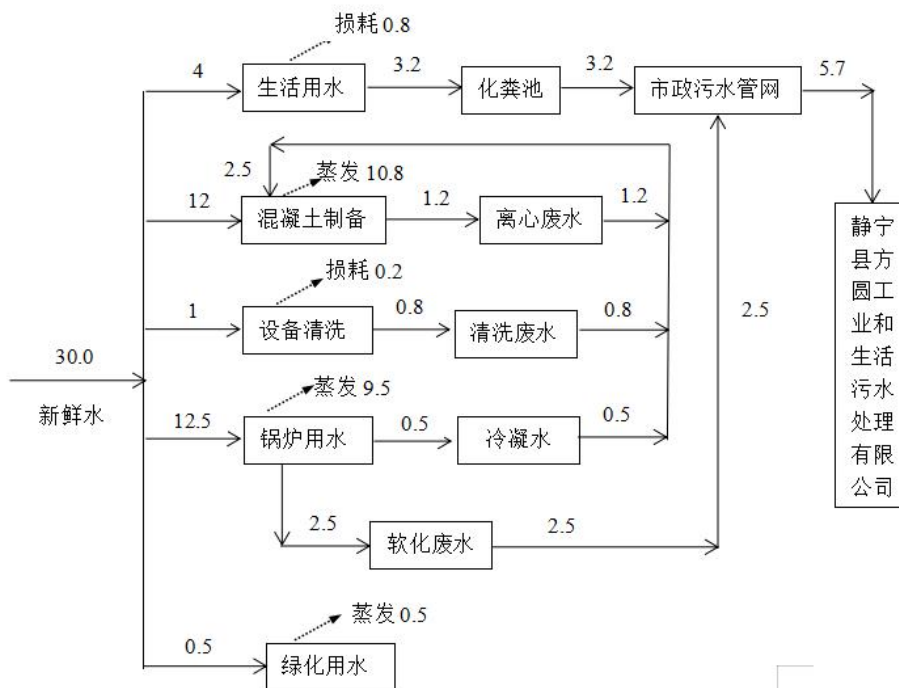 损耗 0.8
4
生活用水
3.2
化粪池
3.2
市政污水管网
5.7
2.5
蒸发 10.8
12
混凝土制备
1.2
离心废水
1.2
损耗 0.2
1
设备清洗
0.8
清洗废水
0.8
2.5
静宁
县方
圆工
业和
生活
污水
处理
有限
公司
30.0
新鲜水
蒸发 9.5
12.5
锅炉用水
0.5
冷凝水
0.5
2.5
软化废水
2.5
蒸发 0.5
0.5
绿化用水